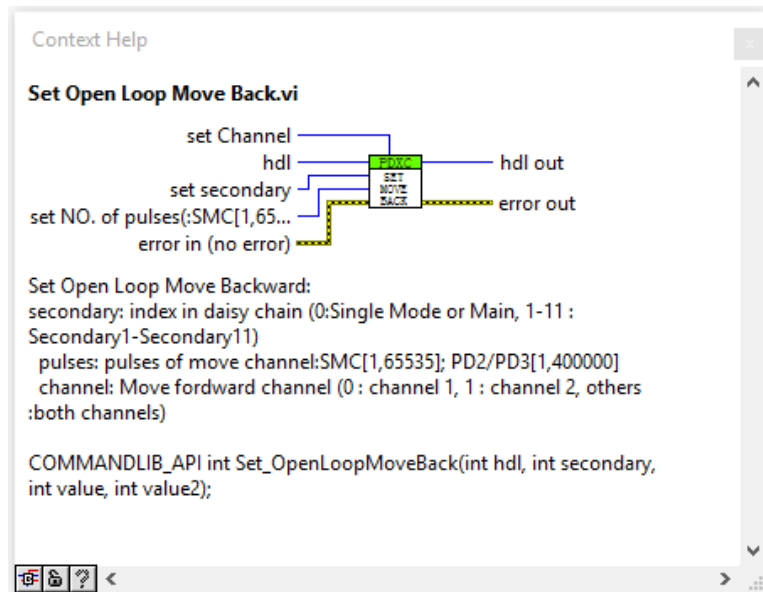 Context Help
x
Set Open Loop Move Back.vi
set Channel
hdl
PDXC
hdl out
SET
set secondary
MOVE
set NO. of pulses(:SMC[1,65...
BACK
error out
error in (no error)
Set Open Loop Move Backward:
secondary: index in daisy chain (0:Single Mode or Main, 1-11 :
Secondary1-Secondary11)
pulses: pulses of move channel:SMC[1,65535]; PD2/PD3[1,400000]
channel: Move fordward channel (0 : channel 1, 1 : channel 2, others
:both channels)
COMMANDLIB_API int Set_OpenLoopMoveBack(int hdl, int secondary,
int value, int value2);
?